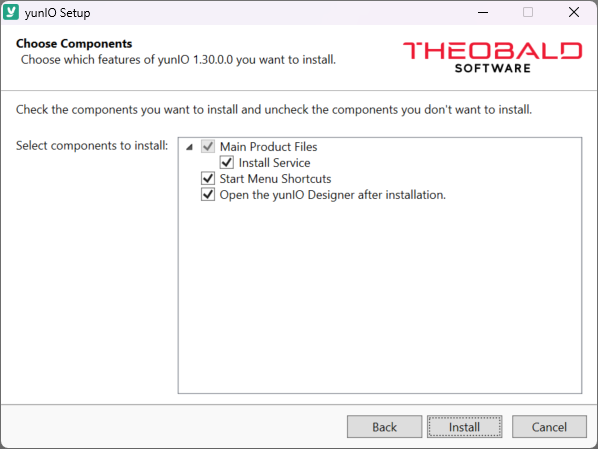 yunIO Setup
Choose Components
Choose which features of yunIO 1.30.0.0 you want to install.
THEOBALD
SOFTWARE
Check the components you want to install and uncheck the components you don't want to install.
Select components to install:
Main Product Files
Install Service
Start Menu Shortcuts
Open the yunIO Designer after installation.
Back
Install
Cancel